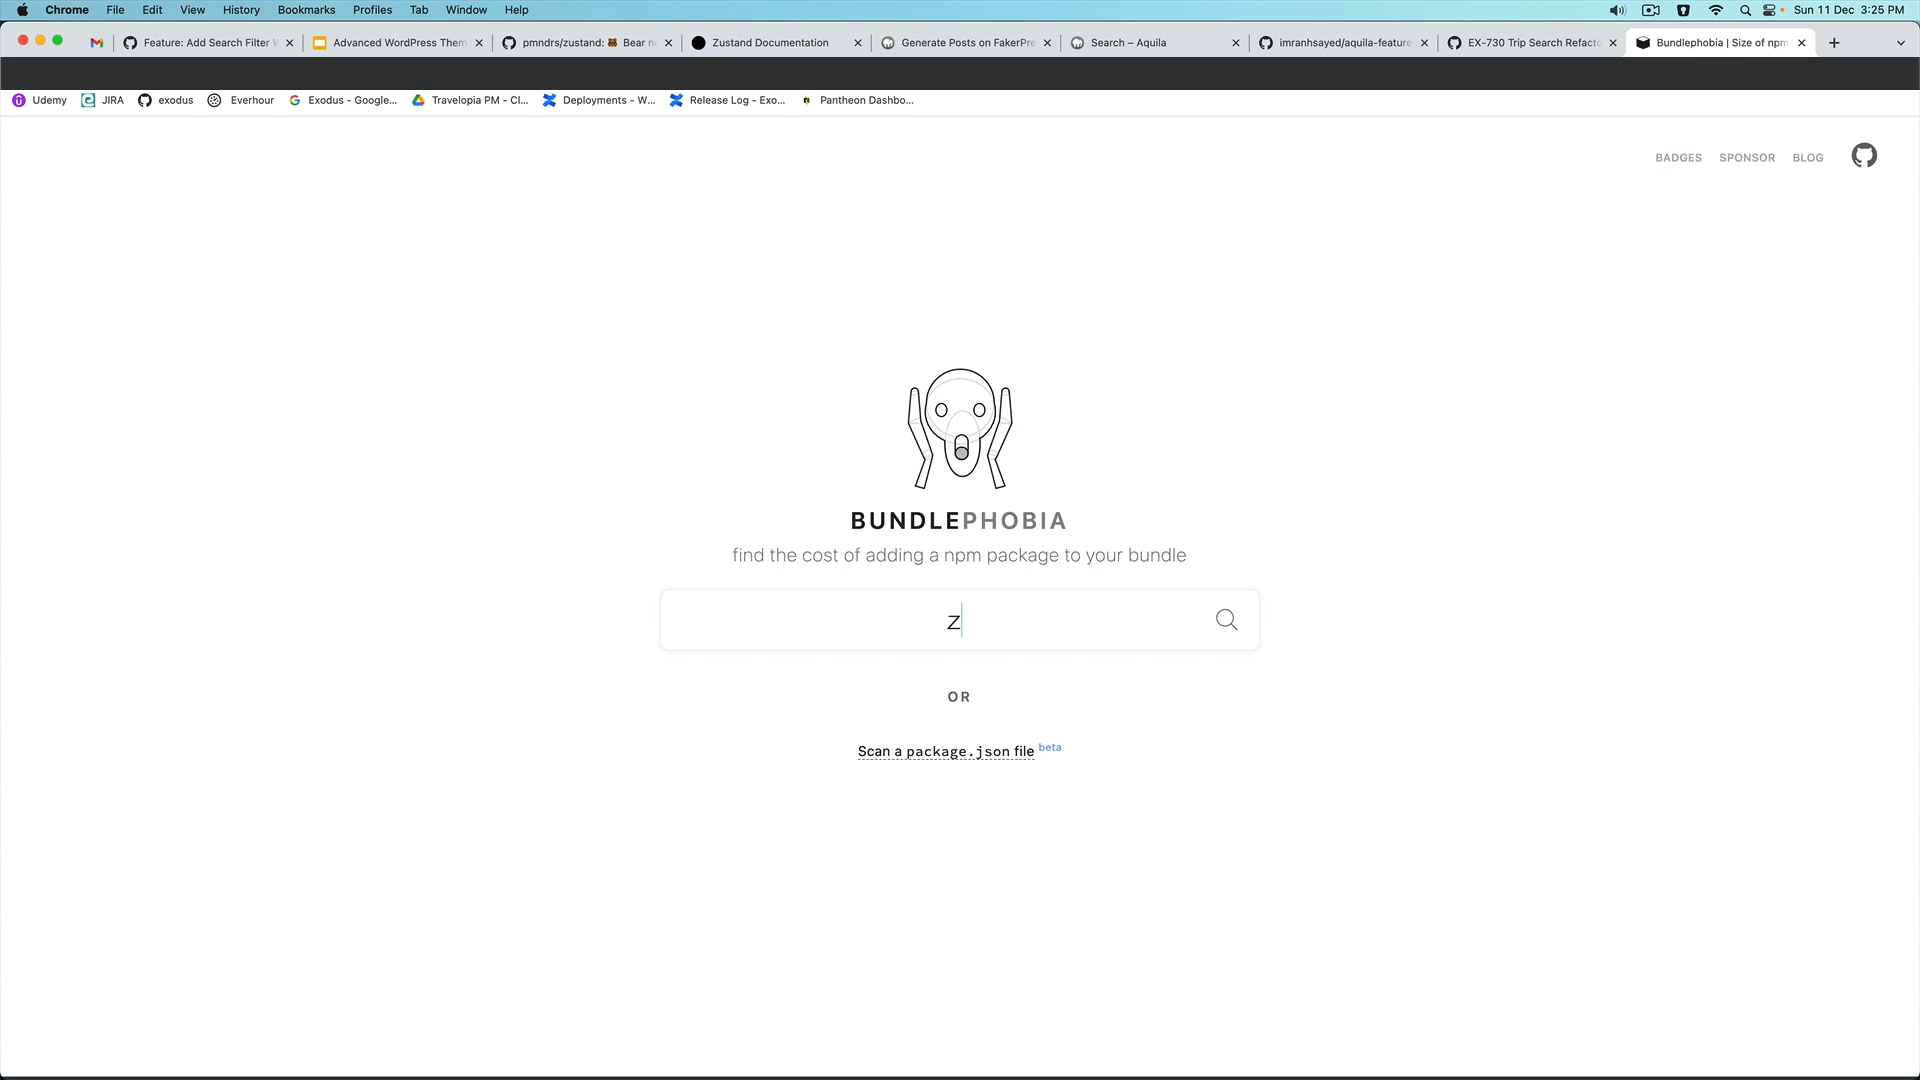 Chrome File Edit View History Bookmarks Profiles Tab Window Help Sun 11 Dec 3:25 PM
Feature: Add Search Filter W Advanced WordPress Them pmndrs/zustand: 🐻 Bear n Zustand Documentation Generate Posts on FakerPre Search – Aquila imranhsayed/aquila-feature EX-730 Trip Search Refacto Bundlephobia | Size of npm
Udemy JIRA exodus Everhour Exodus - Google... Travelopia PM - Cl... Deployments - W... Release Log - Exo... Pantheon Dashbo...
BADGES SPONSOR BLOG
BUNDLEPHOBIA
find the cost of adding a npm package to your bundle
z
OR
Scan a package.json file beta